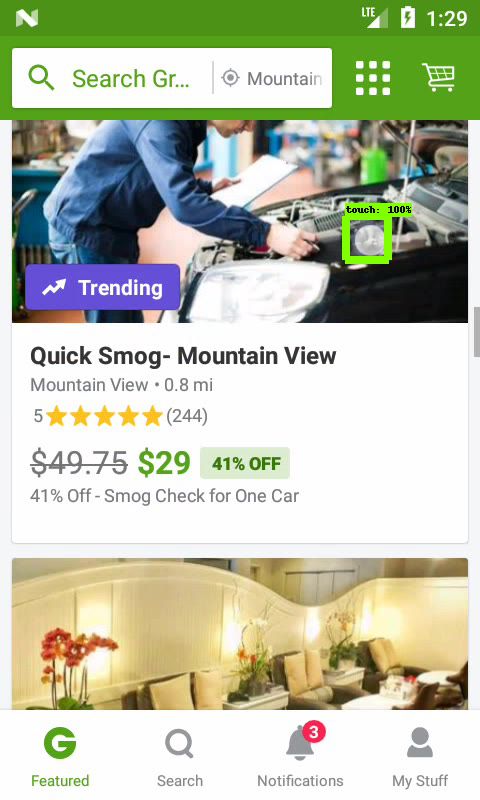 LTE
1:29
Search Gr...
Mountain
touch: 100%
Trending
Quick Smog- Mountain View
Mountain View • 0.8 mi
5 (244)
$49.75 $29 41% OFF
41% Off - Smog Check for One Car
G
3
Featured
Search
Notifications
My Stuff